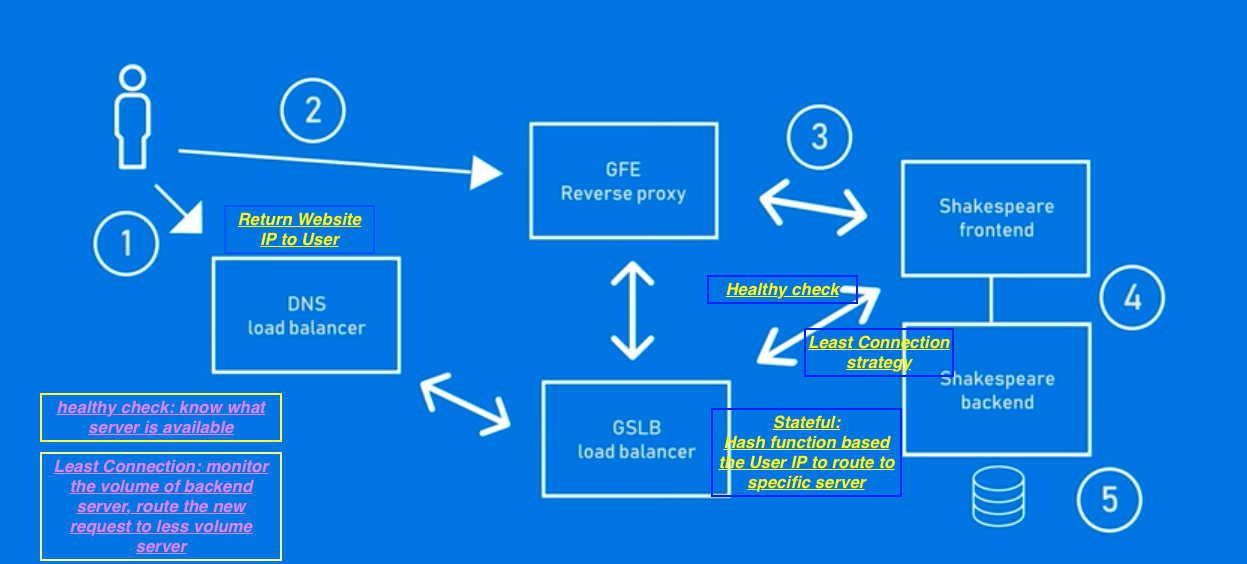 2
1
Return Website
IP to User
DNS
load balancer
GFE
Reverse proxy
3
Shakespeare
frontend
Healthy check
4
Least Connection
strategy
Shakespeare
backend
GSLB
load balancer
Stateful:
Hash function based
the User IP to route to
specific server
5
healthy check: know what
server is available
Least Connection: monitor
the volume of backend
server, route the new
request to less volume
server